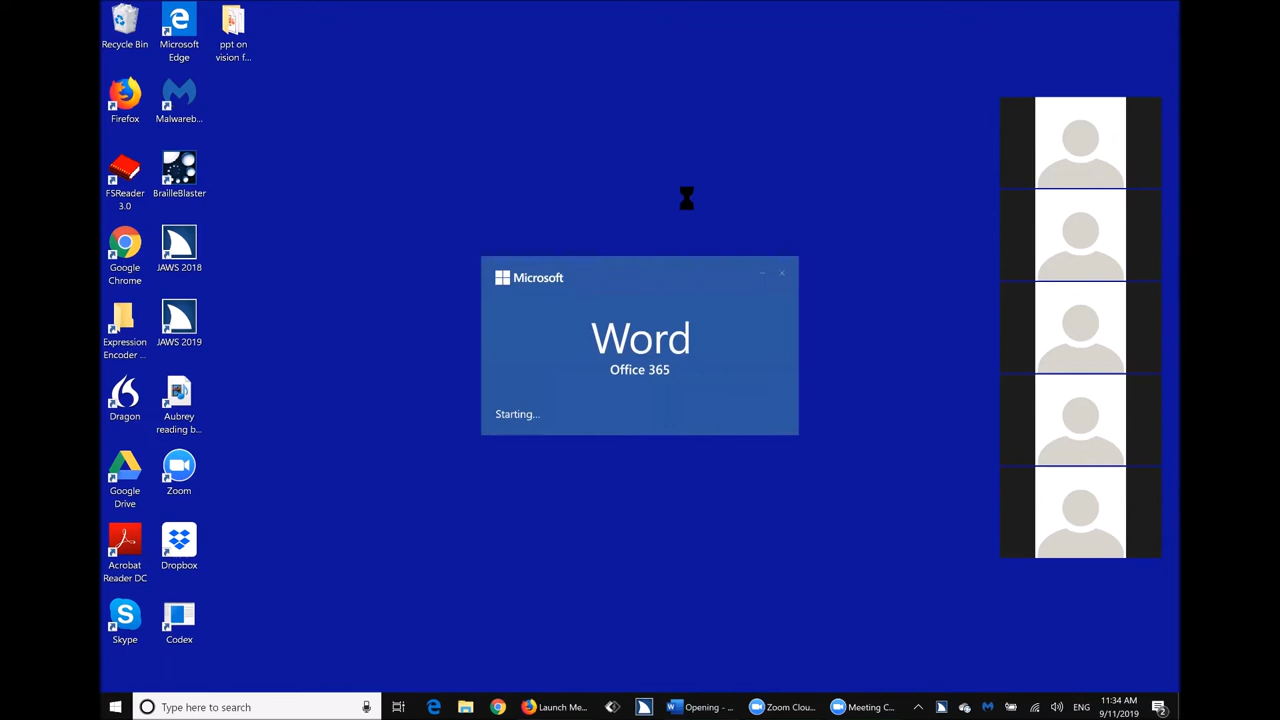 Recycle Bin
Microsoft
Edge
ppt on
vision f...
Firefox
Malwareb...
FSReader
3.0
BrailleBlaster
Google
Chrome
JAWS 2018
Expression
Encoder ...
JAWS 2019
Dragon
Aubrey
reading b...
Google
Drive
Zoom
Acrobat
Reader DC
Dropbox
Skype
Codex
Microsoft
Word
Office 365
Starting...
Type here to search
Launch Me...
Opening - ...
Zoom Clou...
Meeting C...
ENG
11:34 AM
9/11/2019
2